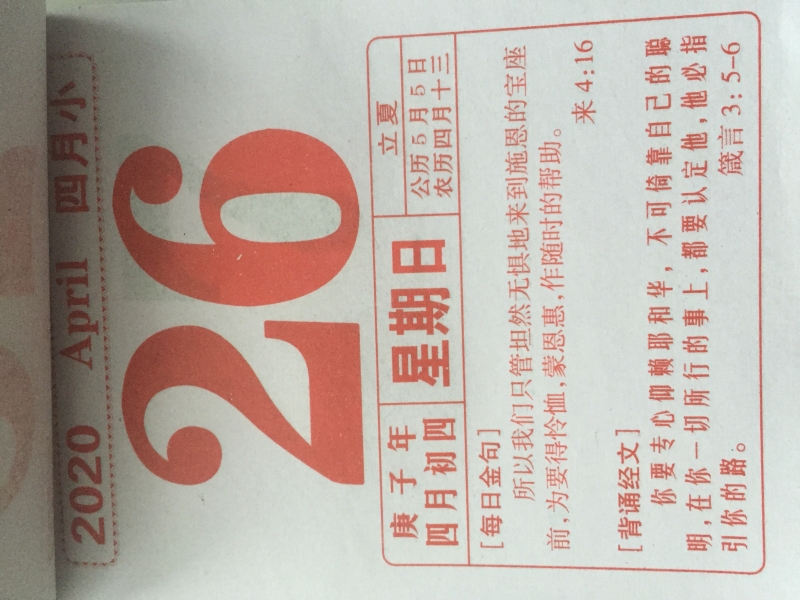 2020 April 四月小
26
庚子年
四月初四
星期日
立夏
公历5月5日
农历四月十三
[每日金句]
所以我们只管坦然无惧地来到施恩的宝座
前,为要得怜恤,蒙恩惠,作随时的帮助。
来 4:16
[背诵经文]
你要专心仰赖耶和华,不可倚靠自己的聪
明,在你一切所行的事上,都要认定他,他必指
引你的路。
箴言 3:5-6